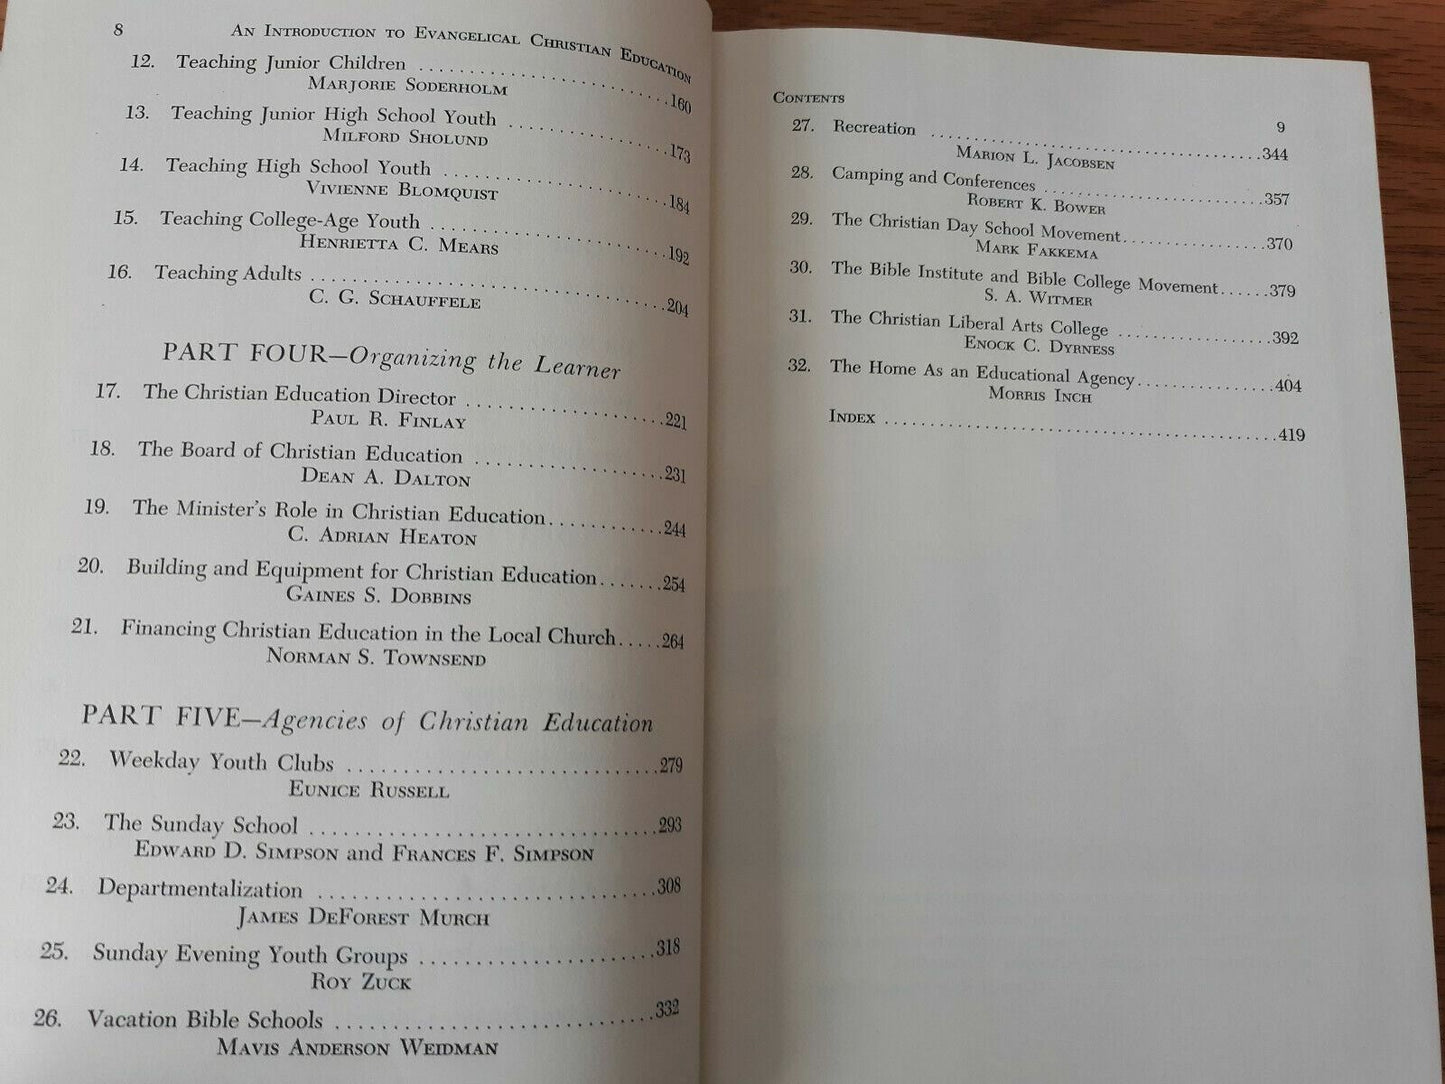 8 An Introduction to Evangelical Christian Education
12. Teaching Junior Children ........................160
Marjorie Soderholm
13. Teaching Junior High School Youth ................173
Milford Sholund
14. Teaching High School Youth ......................184
Vivienne Blomquist
15. Teaching College-Age Youth ......................192
Henrietta C. Mears
16. Teaching Adults ................................204
C. G. Schauffele
PART FOUR—Organizing the Learner
17. The Christian Education Director ..................221
Paul R. Finlay
18. The Board of Christian Education ..................231
Dean A. Dalton
19. The Minister's Role in Christian Education...........244
C. Adrian Heaton
20. Building and Equipment for Christian Education.......254
Gaines S. Dobbins
21. Financing Christian Education in the Local Church.....264
Norman S. Townsend
PART FIVE—Agencies of Christian Education
22. Weekday Youth Clubs ............................279
Eunice Russell
23. The Sunday School ...............................293
Edward D. Simpson and Frances F. Simpson
24. Departmentalization ..............................308
James DeForest Murch
25. Sunday Evening Youth Groups .....................318
Roy Zuck
26. Vacation Bible Schools ............................332
Mavis Anderson Weidman
Contents 9
27. Recreation ....................................344
Marion L. Jacobsen
28. Camping and Conferences ........................357
Robert K. Bower
29. The Christian Day School Movement................370
Mark Fakkema
30. The Bible Institute and Bible College Movement......379
S. A. Witmer
31. The Christian Liberal Arts College .................392
Enock C. Dyrness
32. The Home As an Educational Agency...............404
Morris Inch
Index ...........................................419